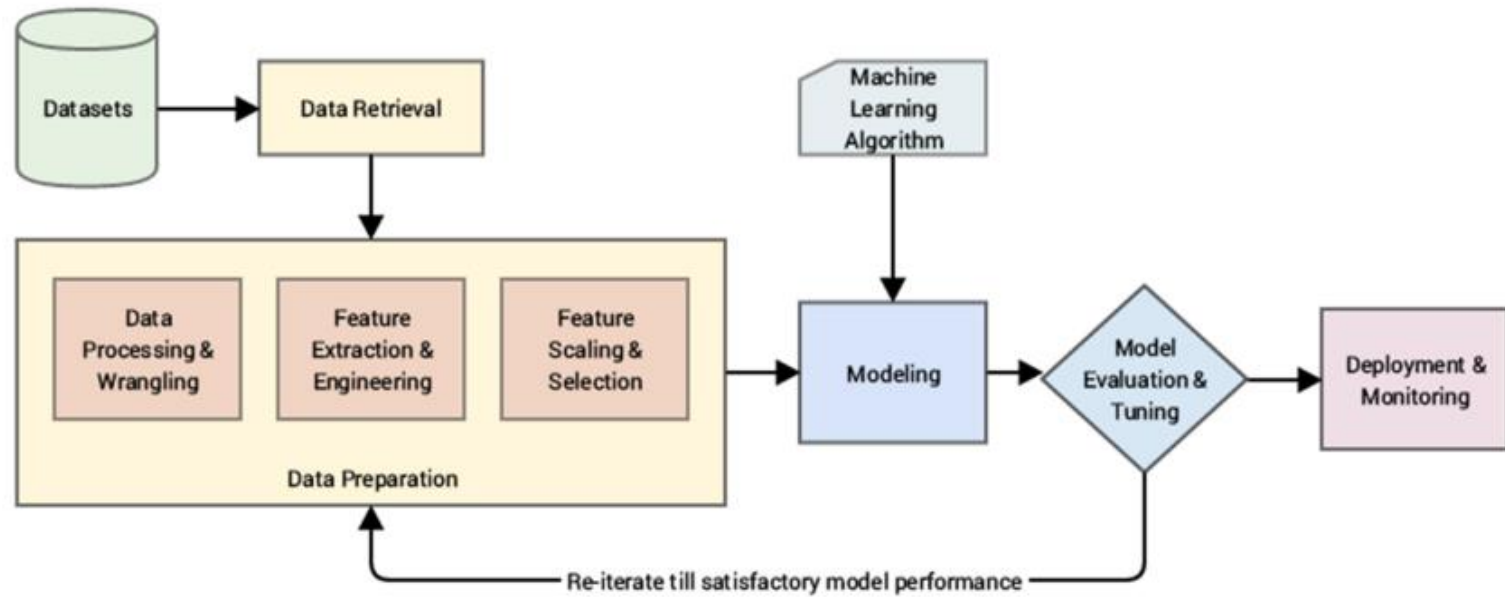 Datasets
Data Retrieval
Machine
Learning
Algorithm
Data
Processing &
Wrangling
Feature
Extraction &
Engineering
Feature
Scaling &
Selection
Data Preparation
Modeling
Model
Evaluation &
Tuning
Deployment &
Monitoring
Re-iterate till satisfactory model performance